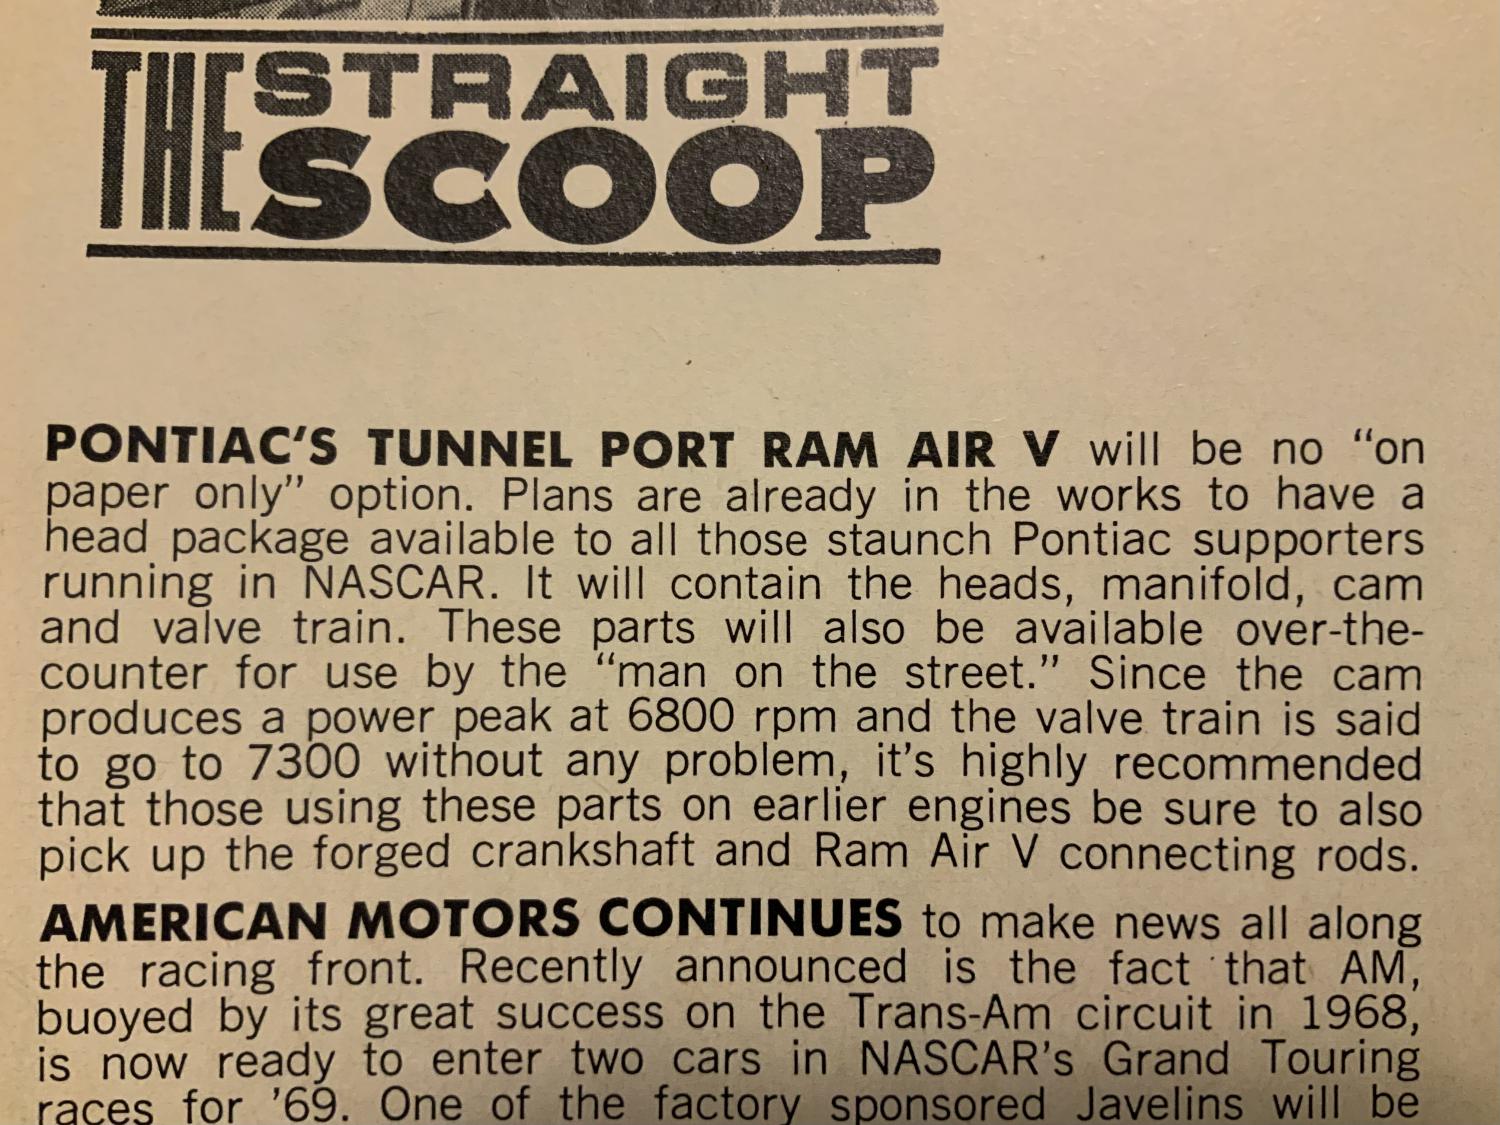 THE STRAIGHT
SCOOP
PONTIAC'S TUNNEL PORT RAM AIR V will be no “on
paper only” option. Plans are already in the works to have a
head package available to all those staunch Pontiac supporters
running in NASCAR. It will contain the heads, manifold, cam
and valve train. These parts will also be available over-the-
counter for use by the “man on the street.” Since the cam
produces a power peak at 6800 rpm and the valve train is said
to go to 7300 without any problem, it's highly recommended
that those using these parts on earlier engines be sure to also
pick up the forged crankshaft and Ram Air V connecting rods.
AMERICAN MOTORS CONTINUES to make news all along
the racing front. Recently announced is the fact that AM,
buoyed by its great success on the Trans-Am circuit in 1968,
is now ready to enter two cars in NASCAR's Grand Touring
races for '69. One of the factory sponsored Javelins will be